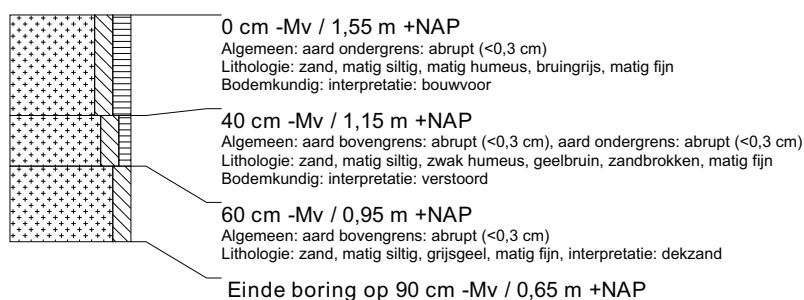 0 cm -Mv / 1,55 m +NAP
Algemeen: aard ondergrens: abrupt (<0,3 cm)
Lithologie: zand, matig siltig, matig humeus, bruingrijs, matig fijn
Bodemkundig: interpretatie: bouwvoor
40 cm -Mv / 1,15 m +NAP
Algemeen: aard bovengrens: abrupt (<0,3 cm), aard ondergrens: abrupt (<0,3 cm)
Lithologie: zand, matig siltig, zwak humeus, geelbruin, zandbrokken, matig fijn
Bodemkundig: interpretatie: verstoord
60 cm -Mv / 0,95 m +NAP
Algemeen: aard bovengrens: abrupt (<0,3 cm)
Lithologie: zand, matig siltig, grijsgeel, matig fijn, interpretatie: dekzand
Einde boring op 90 cm -Mv / 0,65 m +NAP